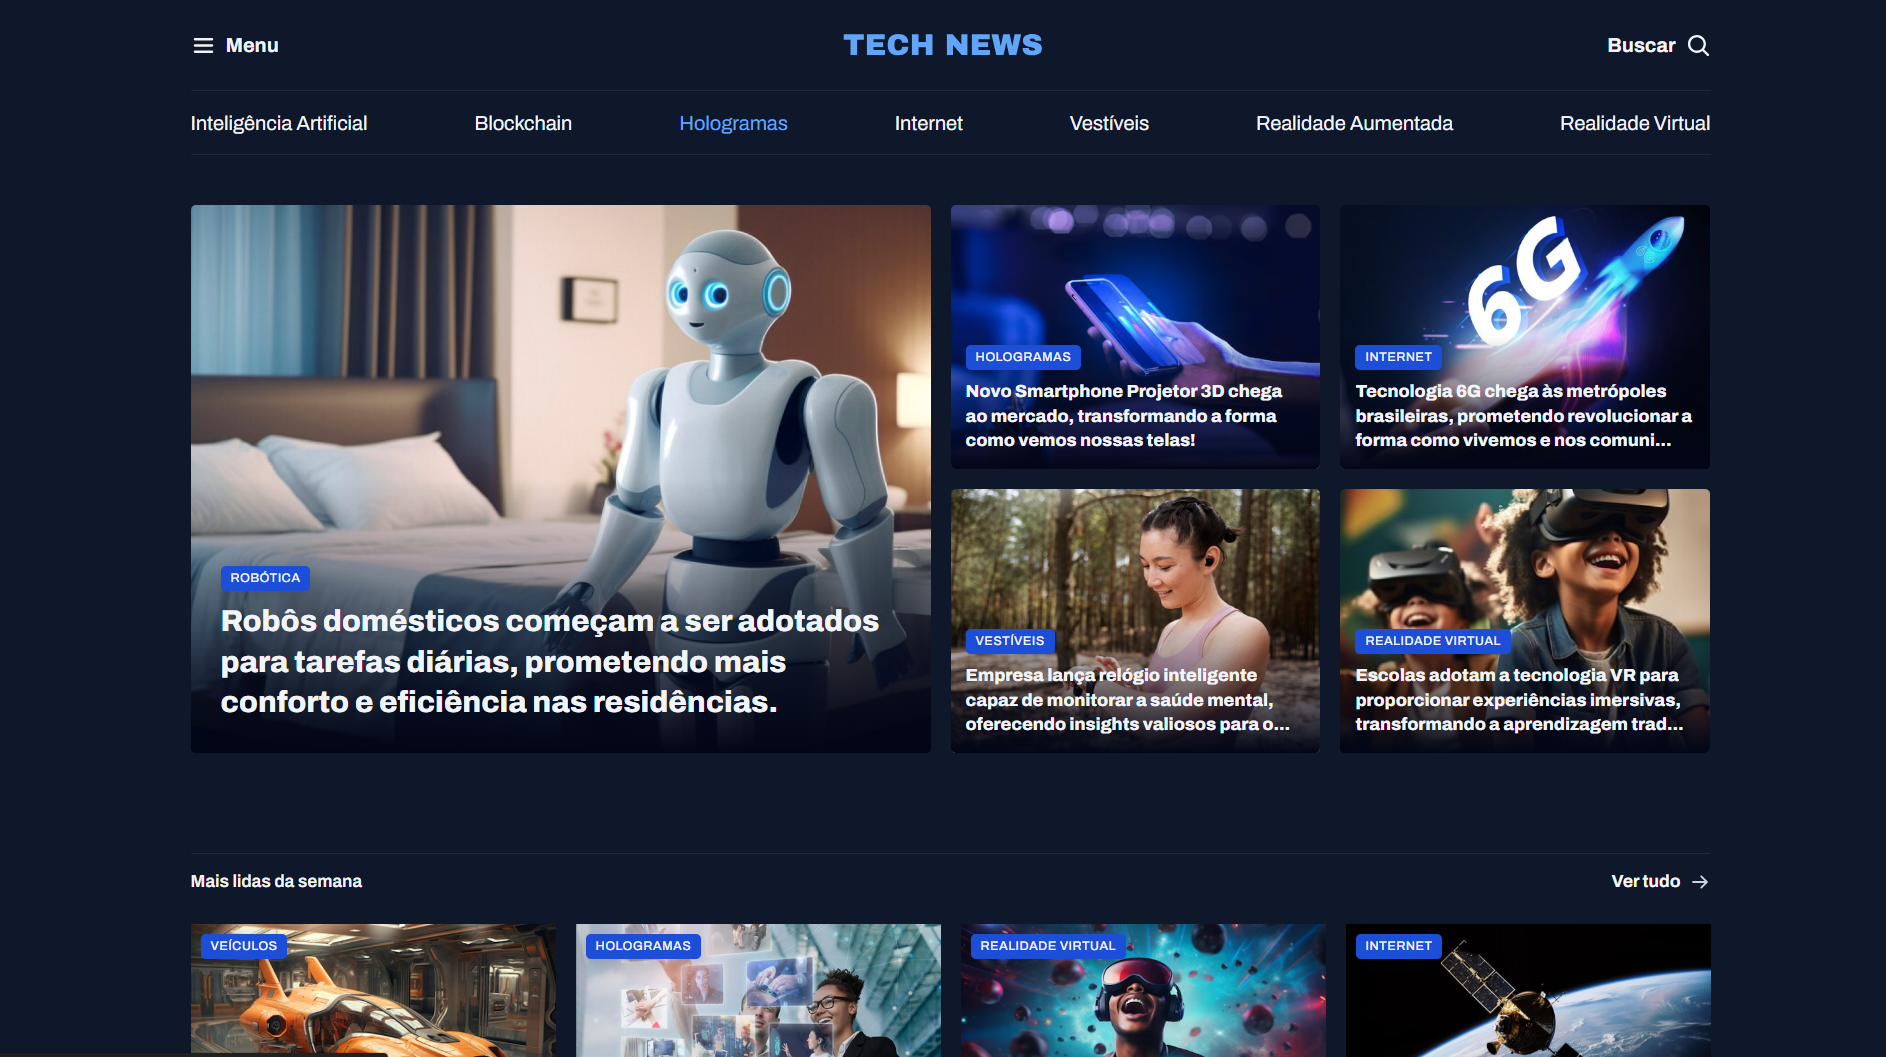 Menu
TECH NEWS
Buscar
Inteligência Artificial
Blockchain
Hologramas
Internet
Vestíveis
Realidade Aumentada
Realidade Virtual
ROBÓTICA
Robôs domésticos começam a ser adotados
para tarefas diárias, prometendo mais
conforto e eficiência nas residências.
HOLOGRAMAS
Novo Smartphone Projetor 3D chega
ao mercado, transformando a forma
como vemos nossas telas!
6G
INTERNET
Tecnologia 6G chega às metrópoles
brasileiras, prometendo revolucionar a
forma como vivemos e nos comuni...
VESTÍVEIS
Empresa lança relógio inteligente
capaz de monitorar a saúde mental,
oferecendo insights valiosos para o...
REALIDADE VIRTUAL
Escolas adotam a tecnologia VR para
proporcionar experiências imersivas,
transformando a aprendizagem trad...
Mais lidas da semana
Ver tudo
VEÍCULOS
HOLOGRAMAS
REALIDADE VIRTUAL
INTERNET